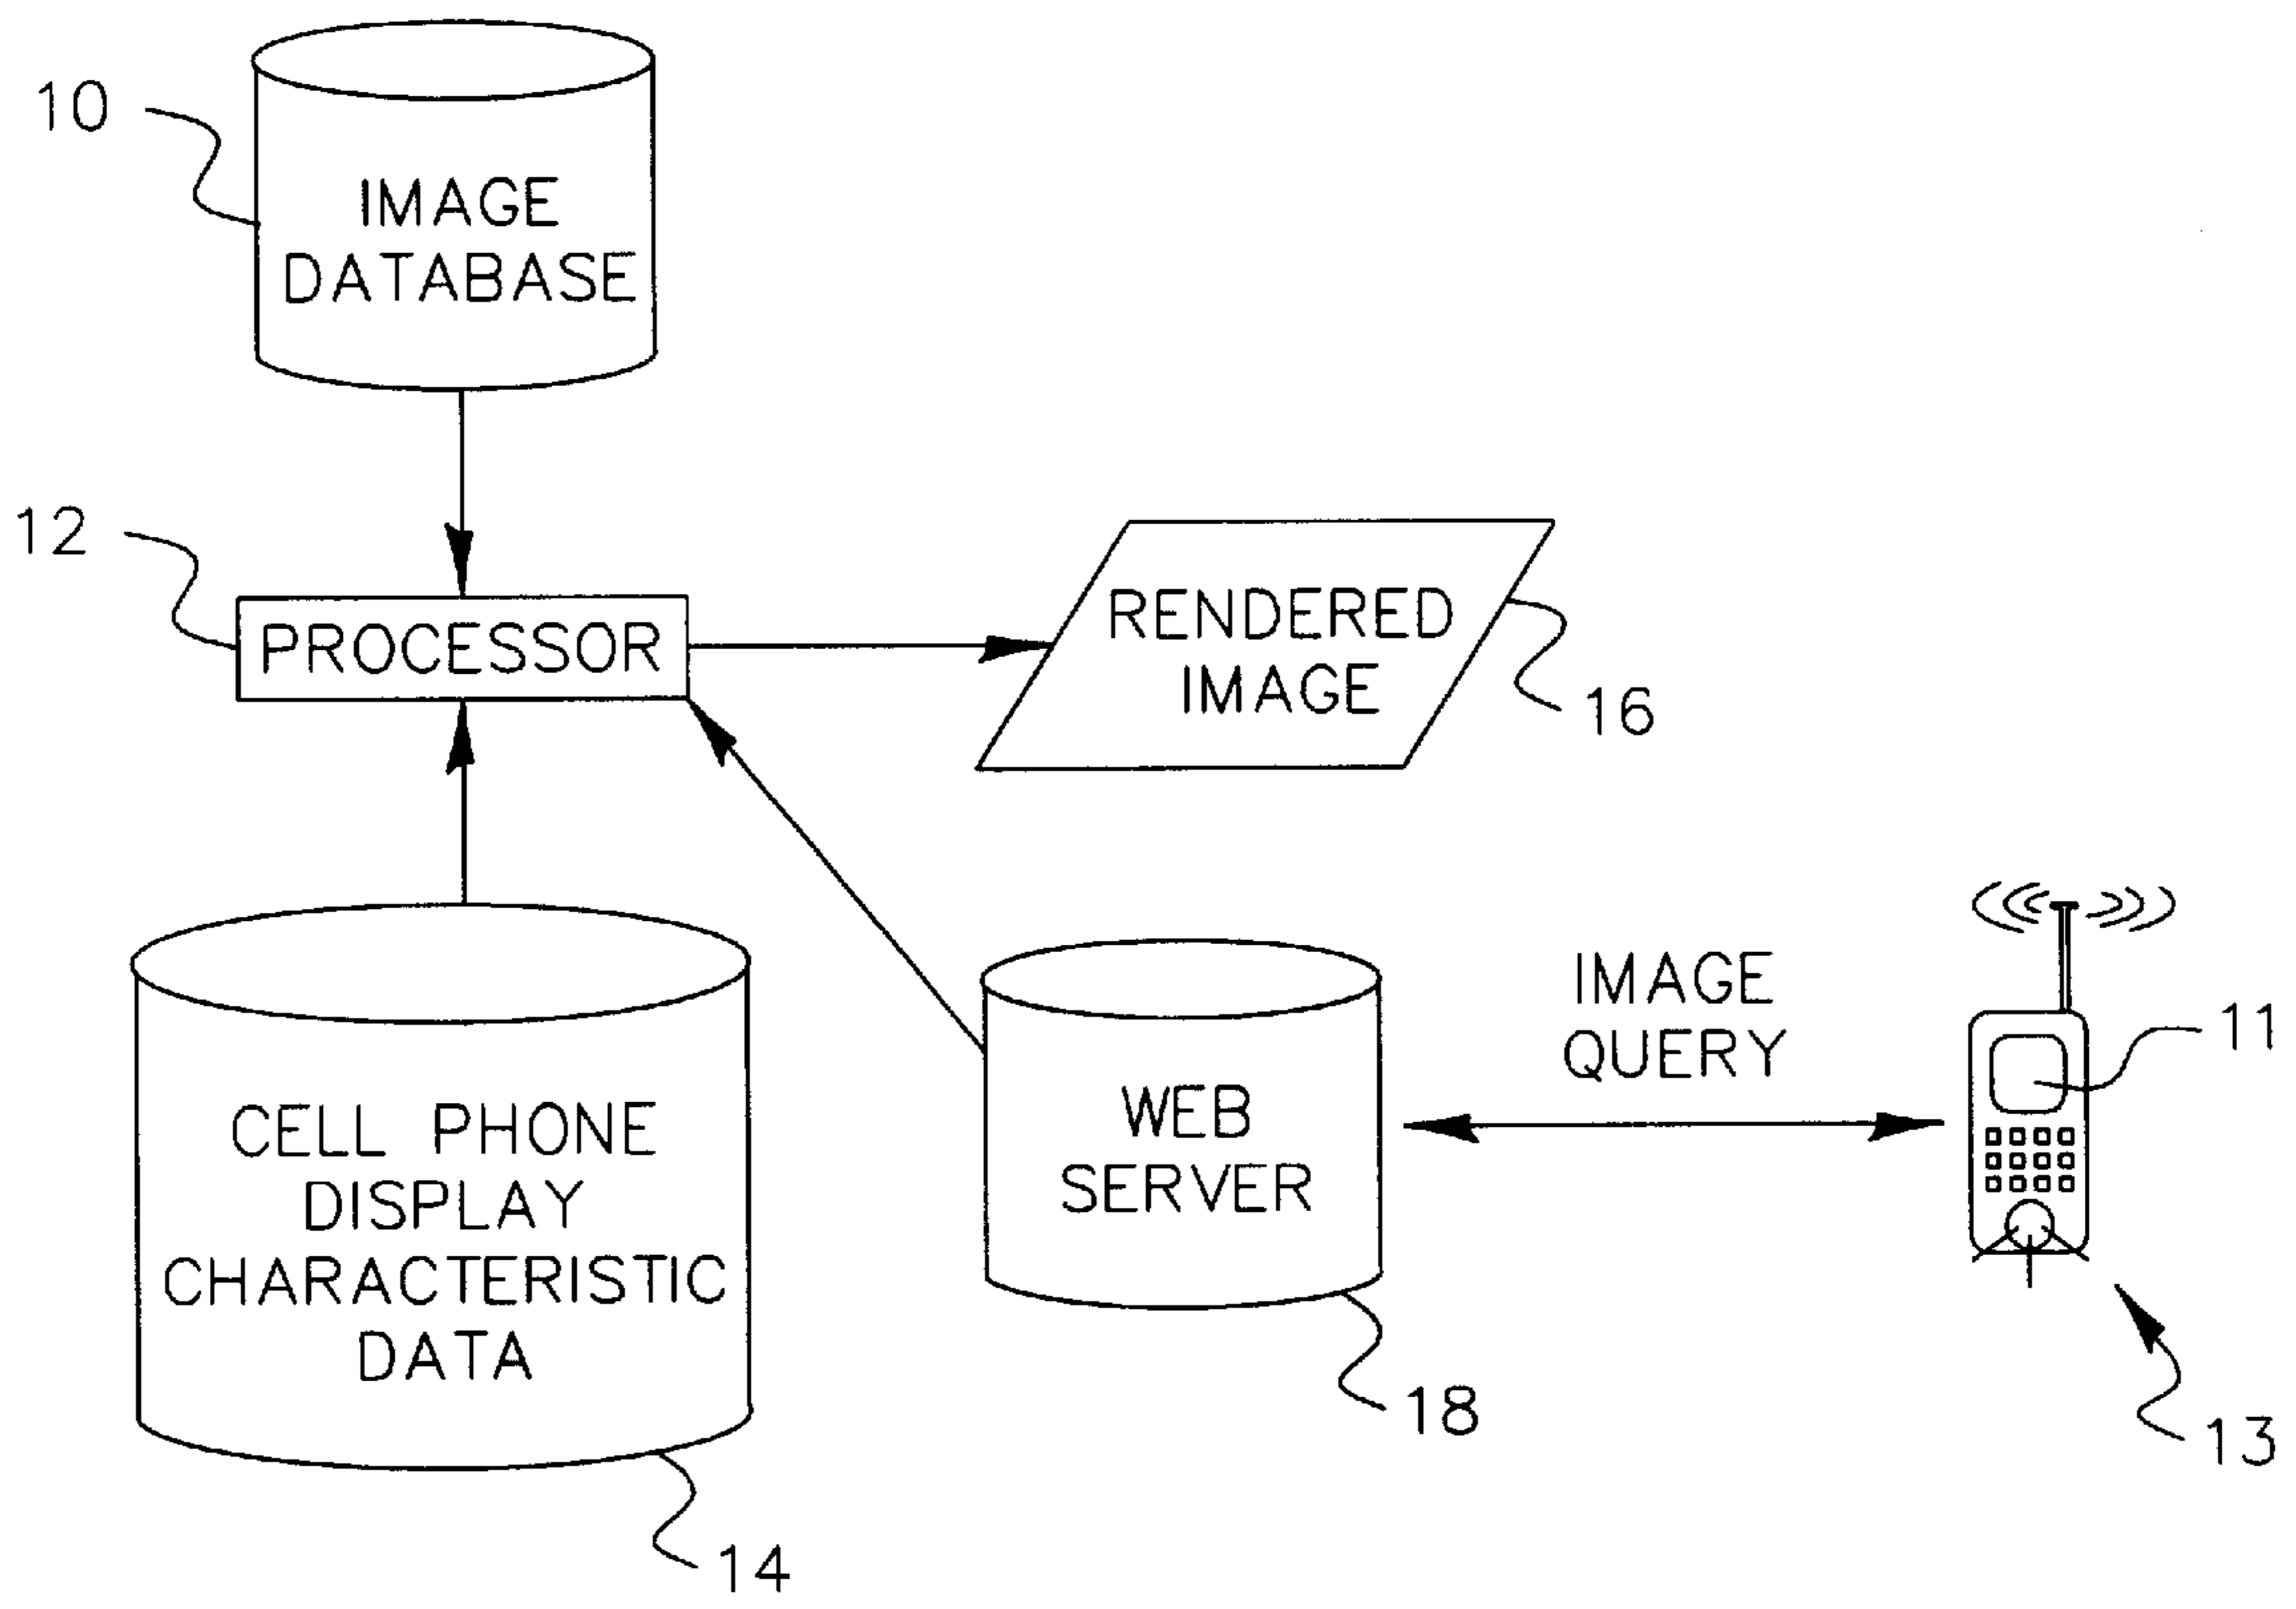 10
IMAGE
DATABASE
12
PROCESSOR
RENDERED
IMAGE
16
CELL PHONE
DISPLAY
CHARACTERISTIC
DATA
14
WEB
SERVER
18
IMAGE
QUERY
11
13